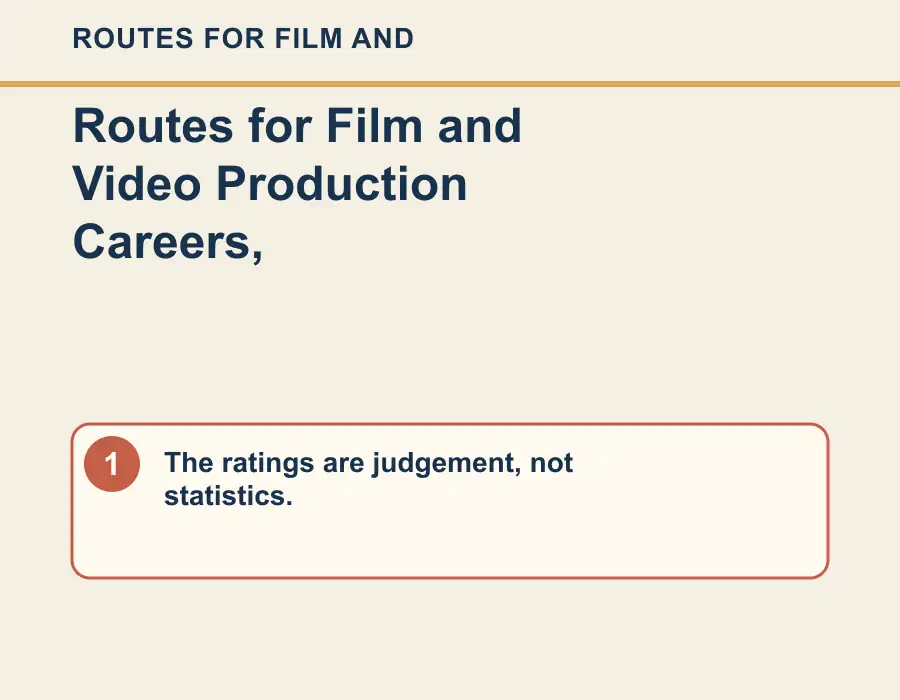 ROUTES FOR FILM AND
Routes for Film and
Video Production
Careers,
1
The ratings are judgement, not
statistics.